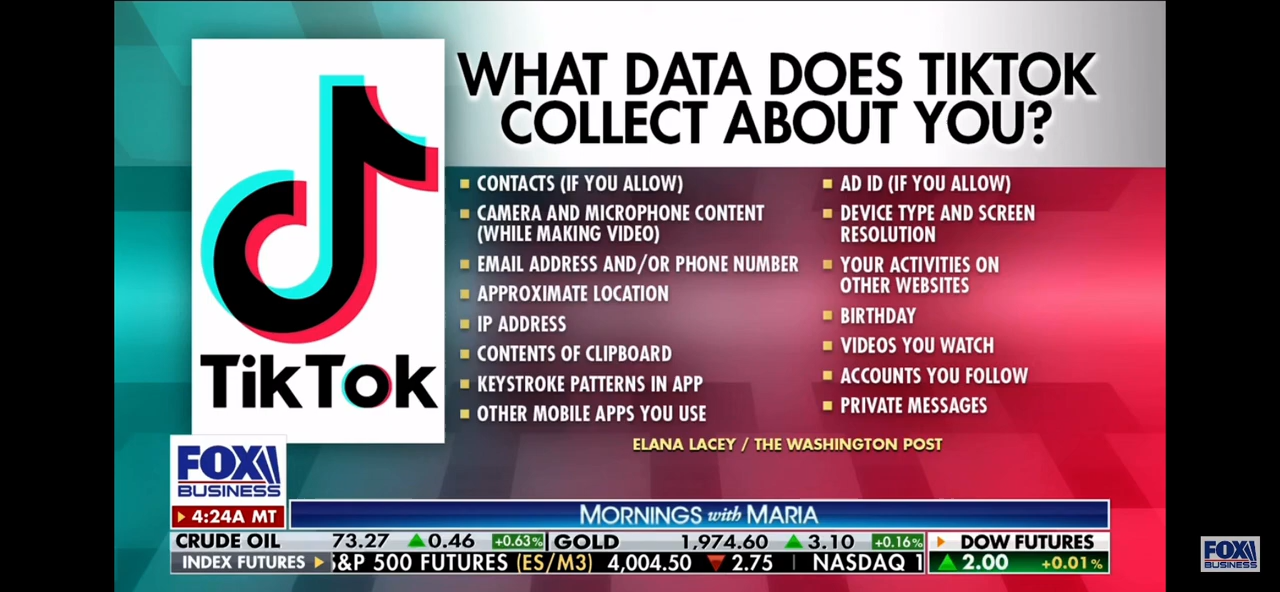 WHAT DATA DOES TIKTOK
COLLECT ABOUT YOU?
TikTok
CONTACTS (IF YOU ALLOW)
CAMERA AND MICROPHONE CONTENT
(WHILE MAKING VIDEO)
EMAIL ADDRESS AND/OR PHONE NUMBER
APPROXIMATE LOCATION
IP ADDRESS
CONTENTS OF CLIPBOARD
KEYSTROKE PATTERNS IN APP
OTHER MOBILE APPS YOU USE
AD ID (IF YOU ALLOW)
DEVICE TYPE AND SCREEN
RESOLUTION
YOUR ACTIVITIES ON
OTHER WEBSITES
BIRTHDAY
VIDEOS YOU WATCH
ACCOUNTS YOU FOLLOW
PRIVATE MESSAGES
ELANA LACEY / THE WASHINGTON POST
FOX
BUSINESS
4:24A MT
MORNINGS with MARIA
CRUDE OIL 73.27 0.46 +0.63% GOLD 1,974.60 3.10 +0.16% DOW FUTURES
INDEX FUTURES S&P 500 FUTURES (ES/M3) 4,004.50 2.75 NASDAQ 1 2.00 +0.01%
FOX
BUSINESS